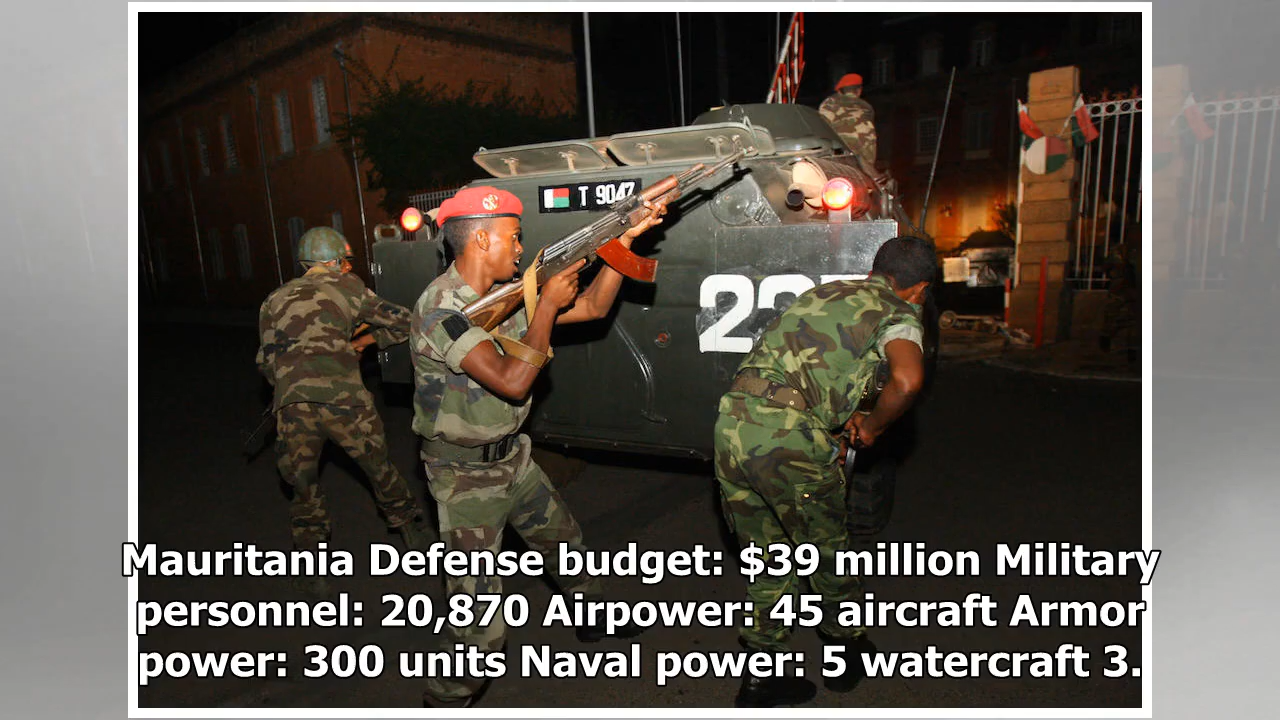 T 9047
Mauritania Defense budget: $39 million Military
personnel: 20,870 Airpower: 45 aircraft Armor
power: 300 units Naval power: 5 watercraft 3.